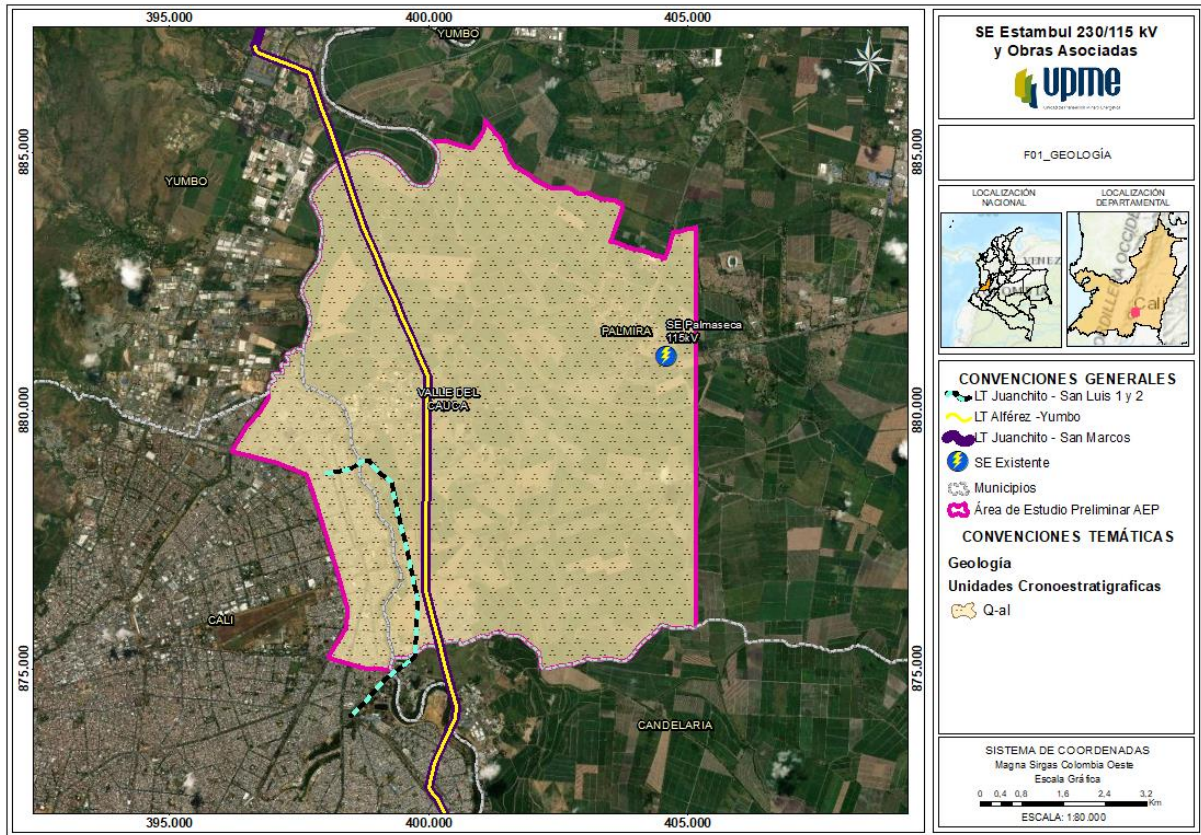 395.000
400.000
405.000
YUMBO
885.000
885.000
YUMBO
PALMIRA
SE Palmaseca
115kV
VALLE DEL
CAUCA
880.000
880.000
CALI
875.000
875.000
CANDELARIA
395.000
400.000
405.000
SE Estambul 230/115 kV
y Obras Asociadas
upme
F01_GEOLOGÍA
LOCALIZACIÓN
NACIONAL
LOCALIZACIÓN
DEPARTAMENTAL
VENEZ
OMBIA
DILLERA OCCIDE
Cali
CONVENCIONES GENERALES
LT Juanchito - San Luis 1 y 2
LT Alférez -Yumbo
LT Juanchito - San Marcos
SE Existente
Municipios
Área de Estudio Preliminar AEP
CONVENCIONES TEMÁTICAS
Geología
Unidades Cronoestratigraficas
Q-al
SISTEMA DE COORDENADAS
Magna Sirgas Colombia Oeste
Escala Gráfica
0 0,4 0,8 1,6 2,4 3,2
Km
ESCALA: 1:80.000